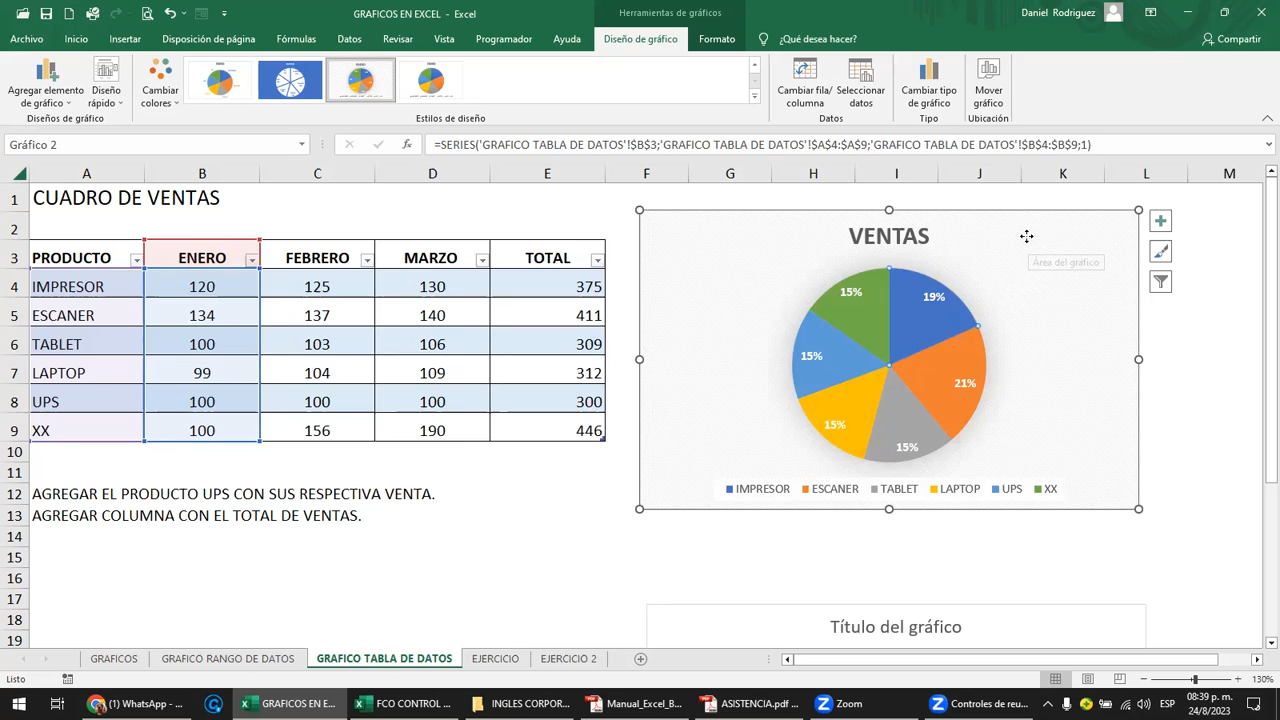 GRAFICOS EN EXCEL - Excel
Herramientas de gráficos
Daniel Rodriguez
Archivo Inicio Insertar Disposición de página Fórmulas Datos Revisar Vista Programador Ayuda Diseño de gráfico Formato ¿Qué desea hacer? Compartir
Agregar elemento de gráfico
Diseño rápido
Cambiar colores
Cambiar fila/ columna
Seleccionar datos
Cambiar tipo de gráfico
Mover gráfico
Diseños de gráfico Estilos de diseño Datos Tipo Ubicación
Gráfico 2 fx =SERIES('GRAFICO TABLA DE DATOS'!$B$3;'GRAFICO TABLA DE DATOS'!$A$4:$A$9;'GRAFICO TABLA DE DATOS'!$B$4:$B$9;1)
A B C D E F G H I J K L M
1 CUADRO DE VENTAS
2
3 PRODUCTO ENERO FEBRERO MARZO TOTAL
4 IMPRESOR 120 125 130 375
5 ESCANER 134 137 140 411
6 TABLET 100 103 106 309
7 LAPTOP 99 104 109 312
8 UPS 100 100 100 300
9 XX 100 156 190 446
10
11
12 AGREGAR EL PRODUCTO UPS CON SUS RESPECTIVA VENTA.
13 AGREGAR COLUMNA CON EL TOTAL DE VENTAS.
14
15
16
17
18
19
VENTAS
Área del gráfico
15% 19%
15% 21%
15% 15%
IMPRESOR ESCANER TABLET LAPTOP UPS XX
Título del gráfico
GRAFICOS GRAFICO RANGO DE DATOS GRAFICO TABLA DE DATOS EJERCICIO EJERCICIO 2
Listo 130%
(1) WhatsApp - ... GRAFICOS EN E... FCO CONTROL ... INGLES CORPOR... Manual_Excel_B... ASISTENCIA.pdf ... Zoom Controles de reu... ESP 08:39 p. m.
24/8/2023